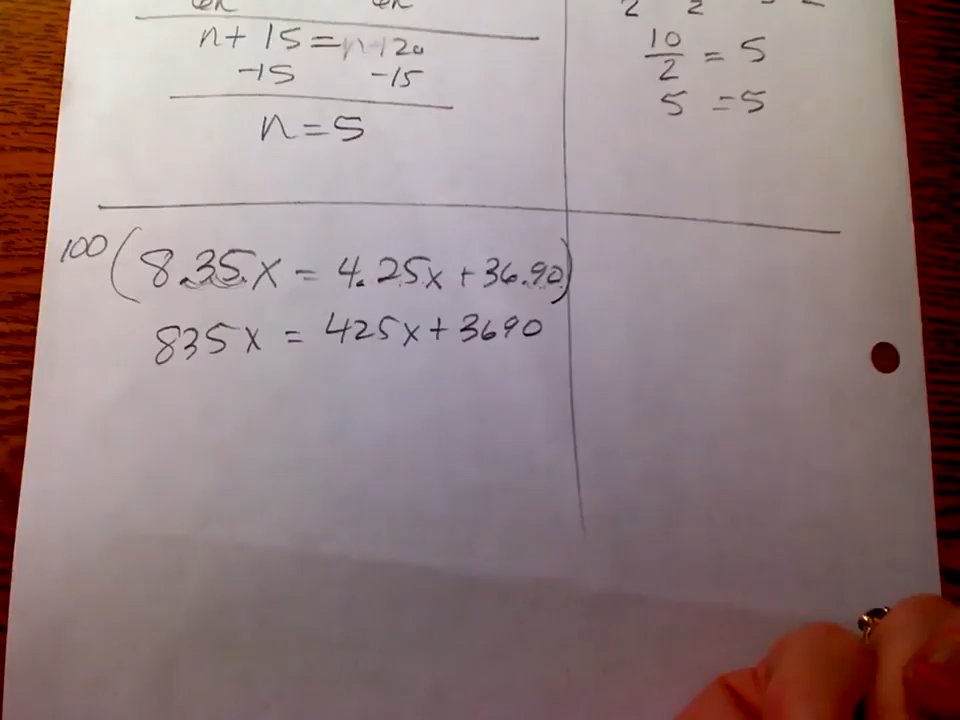 n + 15 = 20
-15 -15
n = 5
10/2 = 5
5 = 5
100(8.35x = 4.25x + 36.90)
835x = 425x + 3690